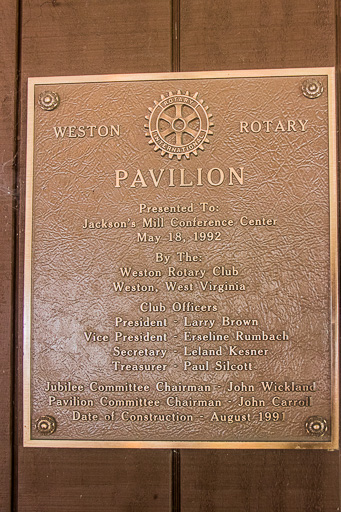 ROTARY
INTERNATIONAL
WESTON ROTARY
PAVILION
Presented To:
Jackson's Mill Conference Center
May 18, 1992
By The:
Weston Rotary Club
Weston, West Virginia
Club Officers
President - Larry Brown
Vice President - Erseline Rumbach
Secretary - Leland Kesner
Treasurer - Paul Silcott
Jubilee Committee Chairman - John Wickland
Pavilion Committee Chairman - John Carroll
Date of Construction - August 1991